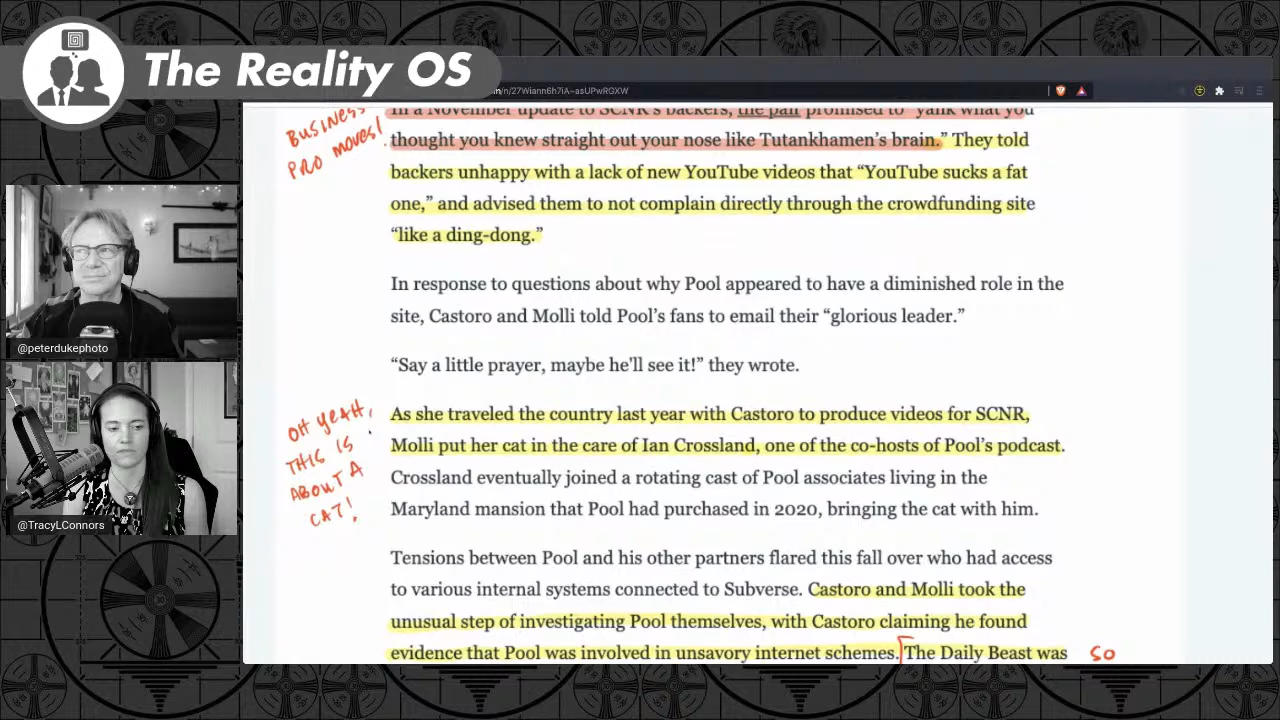 The Reality OS
n/n/27Wiann6h7iA-asUPwRGXW
In a November update to SCNR's backers, the pair promised to "yank what you
thought you knew straight out your nose like Tutankhamen's brain." They told
backers unhappy with a lack of new YouTube videos that "YouTube sucks a fat
one," and advised them to not complain directly through the crowdfunding site
"like a ding-dong."
BUSINESS
PRO MOVES!
In response to questions about why Pool appeared to have a diminished role in the
site, Castoro and Molli told Pool's fans to email their "glorious leader."
"Say a little prayer, maybe he'll see it!" they wrote.
As she traveled the country last year with Castoro to produce videos for SCNR,
Molli put her cat in the care of Ian Crossland, one of the co-hosts of Pool's podcast.
Crossland eventually joined a rotating cast of Pool associates living in the
Maryland mansion that Pool had purchased in 2020, bringing the cat with him.
OH YEAH,
THIS IS
ABOUT A
CAT!
Tensions between Pool and his other partners flared this fall over who had access
to various internal systems connected to Subverse. Castoro and Molli took the
unusual step of investigating Pool themselves, with Castoro claiming he found
evidence that Pool was involved in unsavory internet schemes. The Daily Beast was
SO
@peterdukephoto
@TracyLConnors